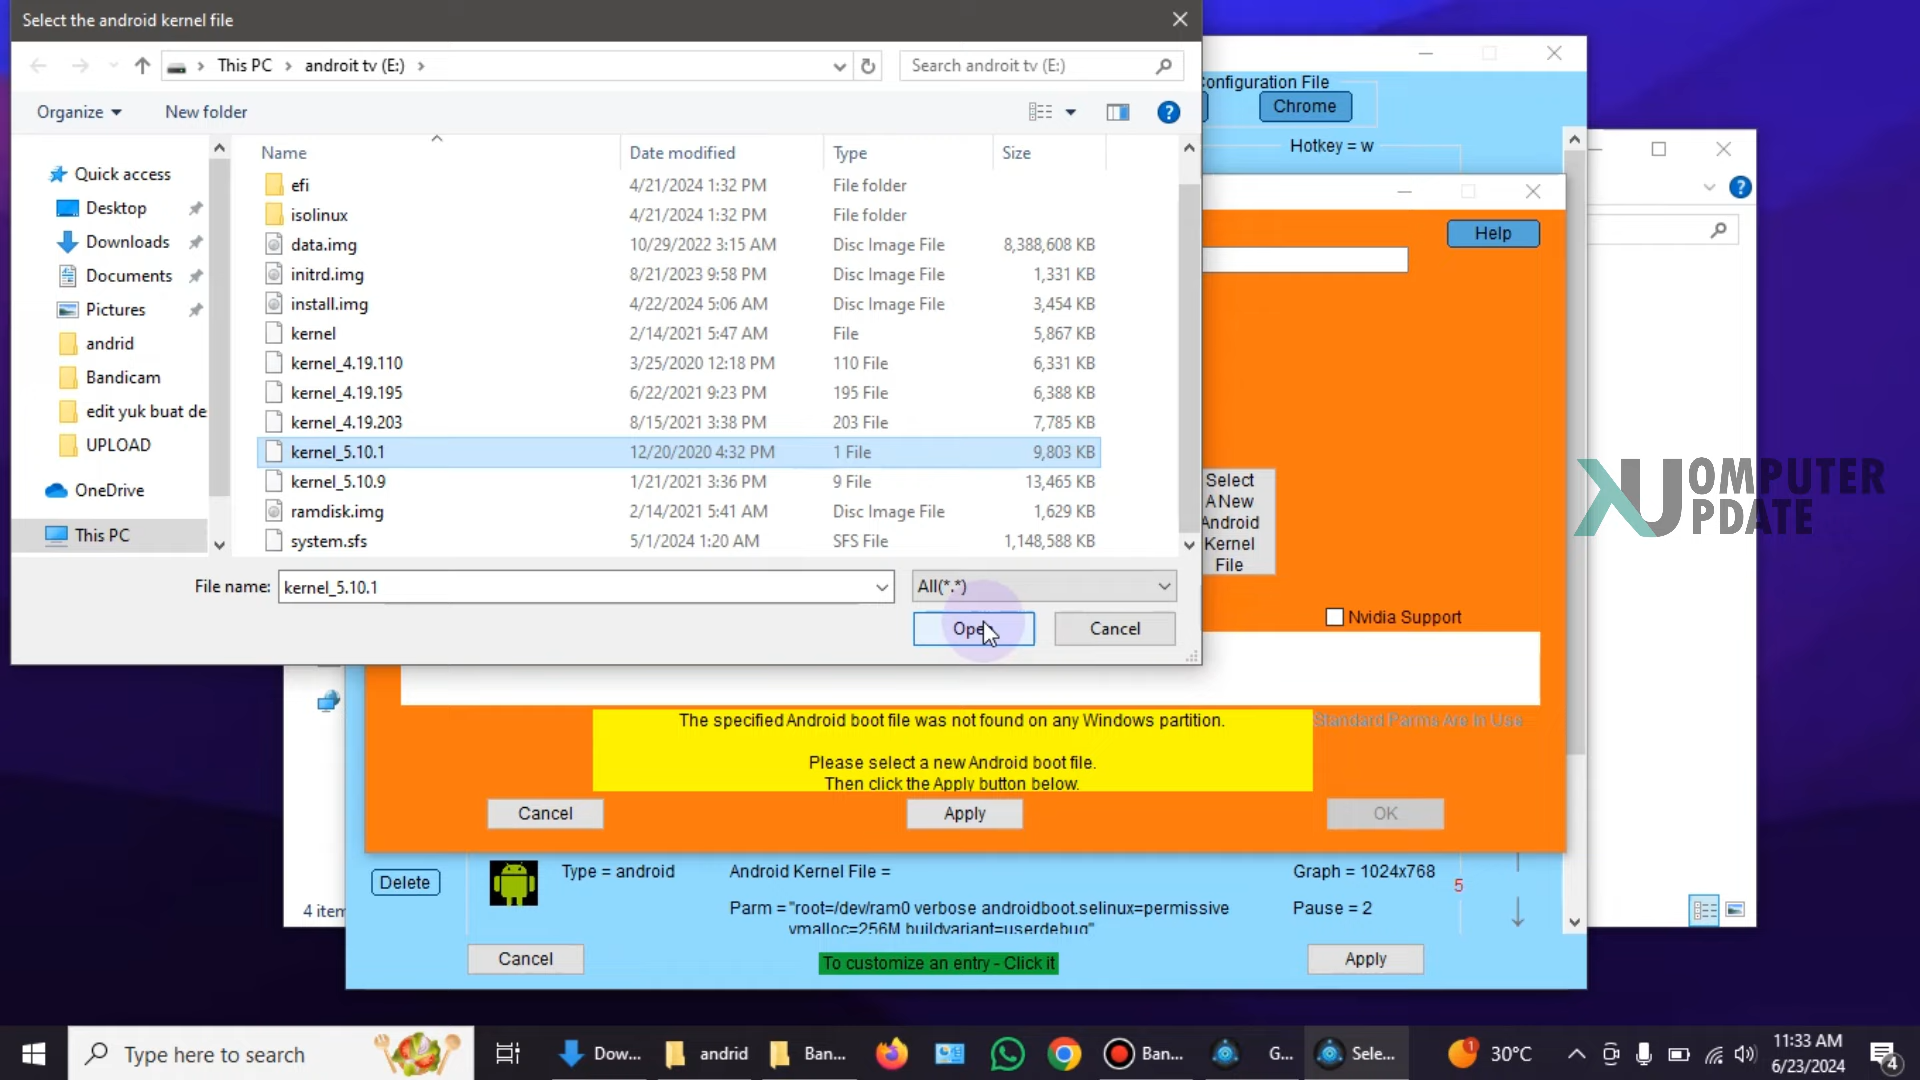 Select the android kernel file
This PC
androit tv (E:)
Search androit tv (E:)
Organize
New folder
Name
Date modified
Type
Size
efi
4/21/2024 1:32 PM
File folder
isolinux
4/21/2024 1:32 PM
File folder
data.img
10/29/2022 3:15 AM
Disc Image File
8,388,608 KB
initrd.img
8/21/2023 9:58 PM
Disc Image File
1,331 KB
install.img
4/22/2024 5:06 AM
Disc Image File
3,454 KB
kernel
2/14/2021 5:47 AM
File
5,867 KB
kernel_4.19.110
3/25/2020 12:18 PM
110 File
6,331 KB
kernel_4.19.195
6/22/2021 9:23 PM
195 File
6,388 KB
kernel_4.19.203
8/15/2021 3:38 PM
203 File
7,785 KB
kernel_5.10.1
12/20/2020 4:32 PM
1 File
9,803 KB
kernel_5.10.9
1/21/2021 3:36 PM
9 File
13,465 KB
ramdisk.img
2/14/2021 5:41 AM
Disc Image File
1,629 KB
system.sfs
5/1/2024 1:20 AM
SFS File
1,148,588 KB
Quick access
Desktop
Downloads
Documents
Pictures
andrid
Bandicam
edit yuk buat de
UPLOAD
OneDrive
This PC
File name:
kernel_5.10.1
All(*.*)
Open
Cancel
onfiguration File
Chrome
Hotkey = w
Help
Select
A New
Android
Kernel
File
Nvidia Support
The specified Android boot file was not found on any Windows partition.
Please select a new Android boot file.
Then click the Apply button below.
Standard Parms Are In Use
Cancel
Apply
OK
Delete
Type = android
Android Kernel File =
Graph = 1024x768
5
Parm = "root=/dev/ram0 verbose androidboot.selinux=permissive
vmalloc=256M buildvariant=userdebug"
Pause = 2
4 item
Cancel
To customize an entry - Click it
Apply
XUOMPUTER
PDATE
Type here to search
Dow...
andrid
Ban...
Ban...
G...
Sele...
1
30°C
11:33 AM
6/23/2024
4